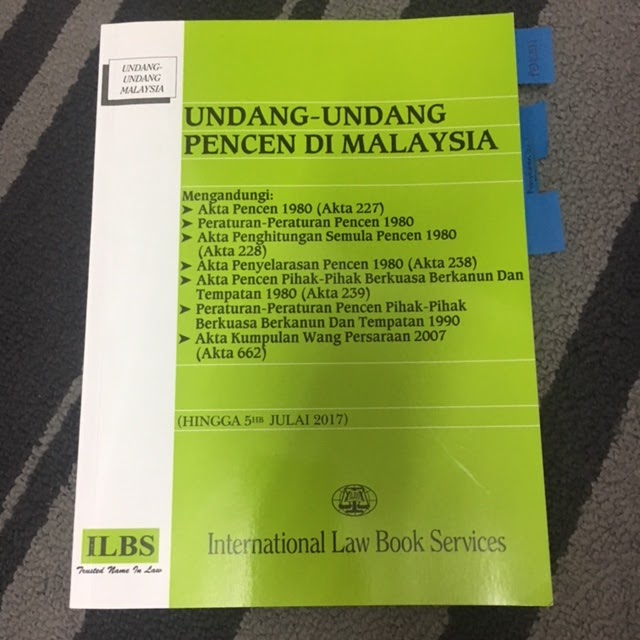 UNDANG-
UNDANG
MALAYSIA
UNDANG-UNDANG
PENCEN DI MALAYSIA
Mengandungi:
➤ Akta Pencen 1980 (Akta 227)
➤ Peraturan-Peraturan Pencen 1980
➤ Akta Penghitungan Semula Pencen 1980
(Akta 228)
➤ Akta Penyelarasan Pencen 1980 (Akta 238)
➤ Akta Pencen Pihak-Pihak Berkuasa Berkanun Dan
Tempatan 1980 (Akta 239)
➤ Peraturan-Peraturan Pencen Pihak-Pihak
Berkuasa Berkanun Dan Tempatan 1990
➤ Akta Kumpulan Wang Persaraan 2007
(Akta 662)
(HINGGA 5HB JULAI 2017)
International Law Book Services
ILBS
Trusted Name In Law